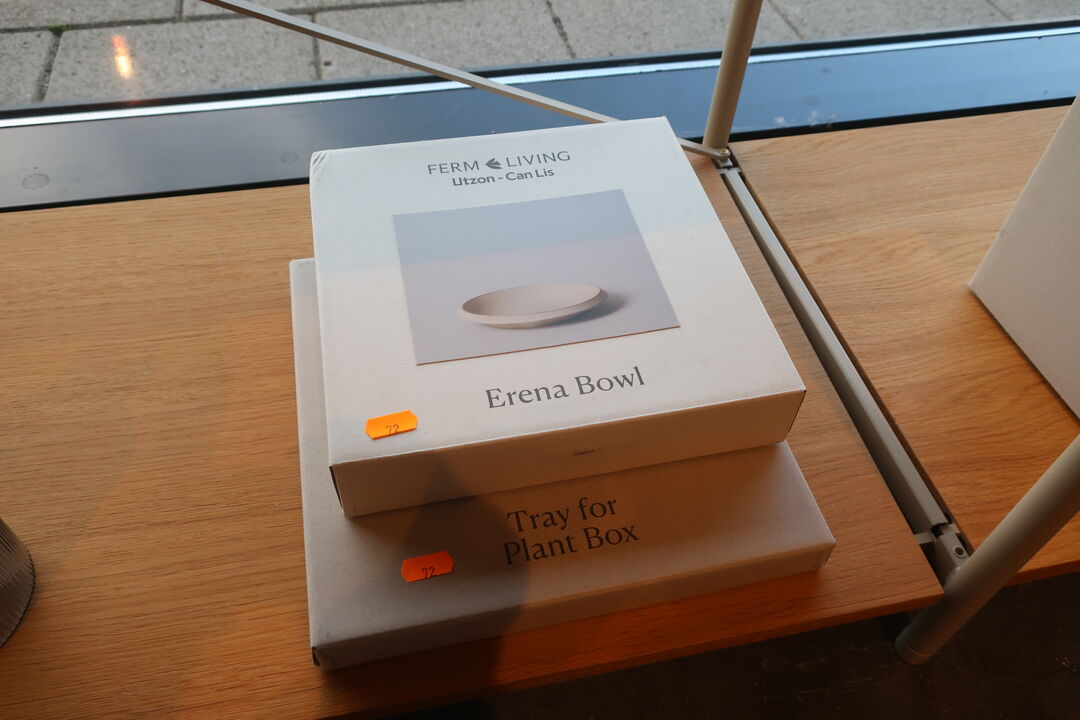 FERM LIVING
Utzon - Can Lis
Erena Bowl
72
Tray for
Plant Box
72